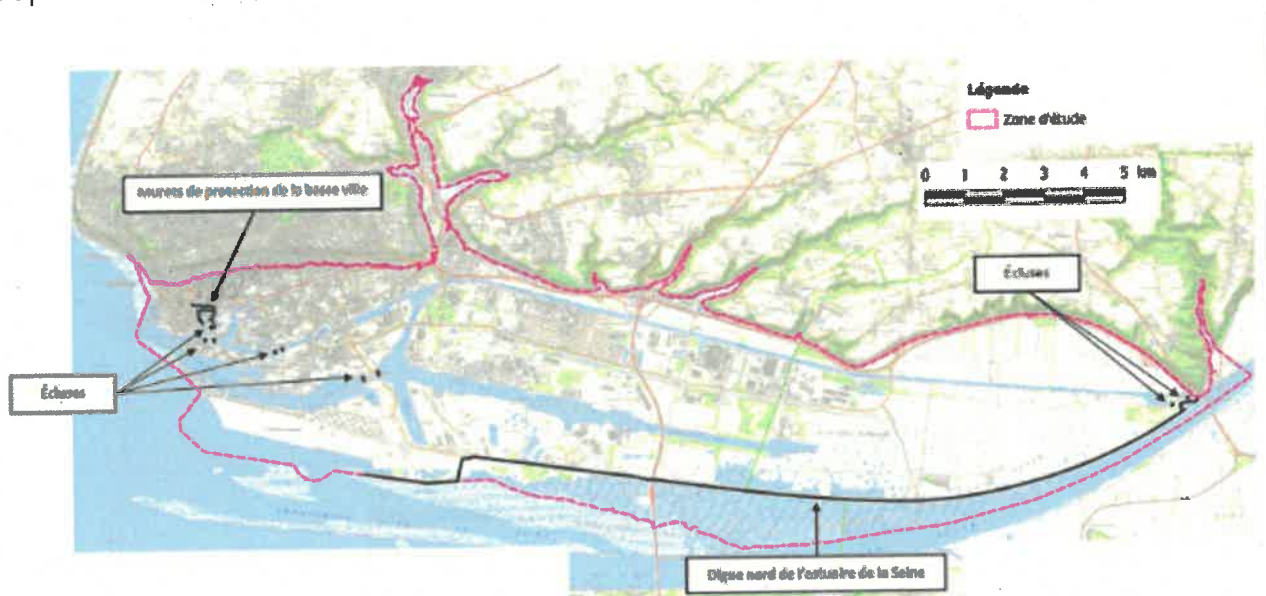 Légende
Zone d'étude
0 1 2 3 4 5 km
murets de protection de la basse ville
Écluses
Écluses
Digue nord de l'estuaire de la Seine